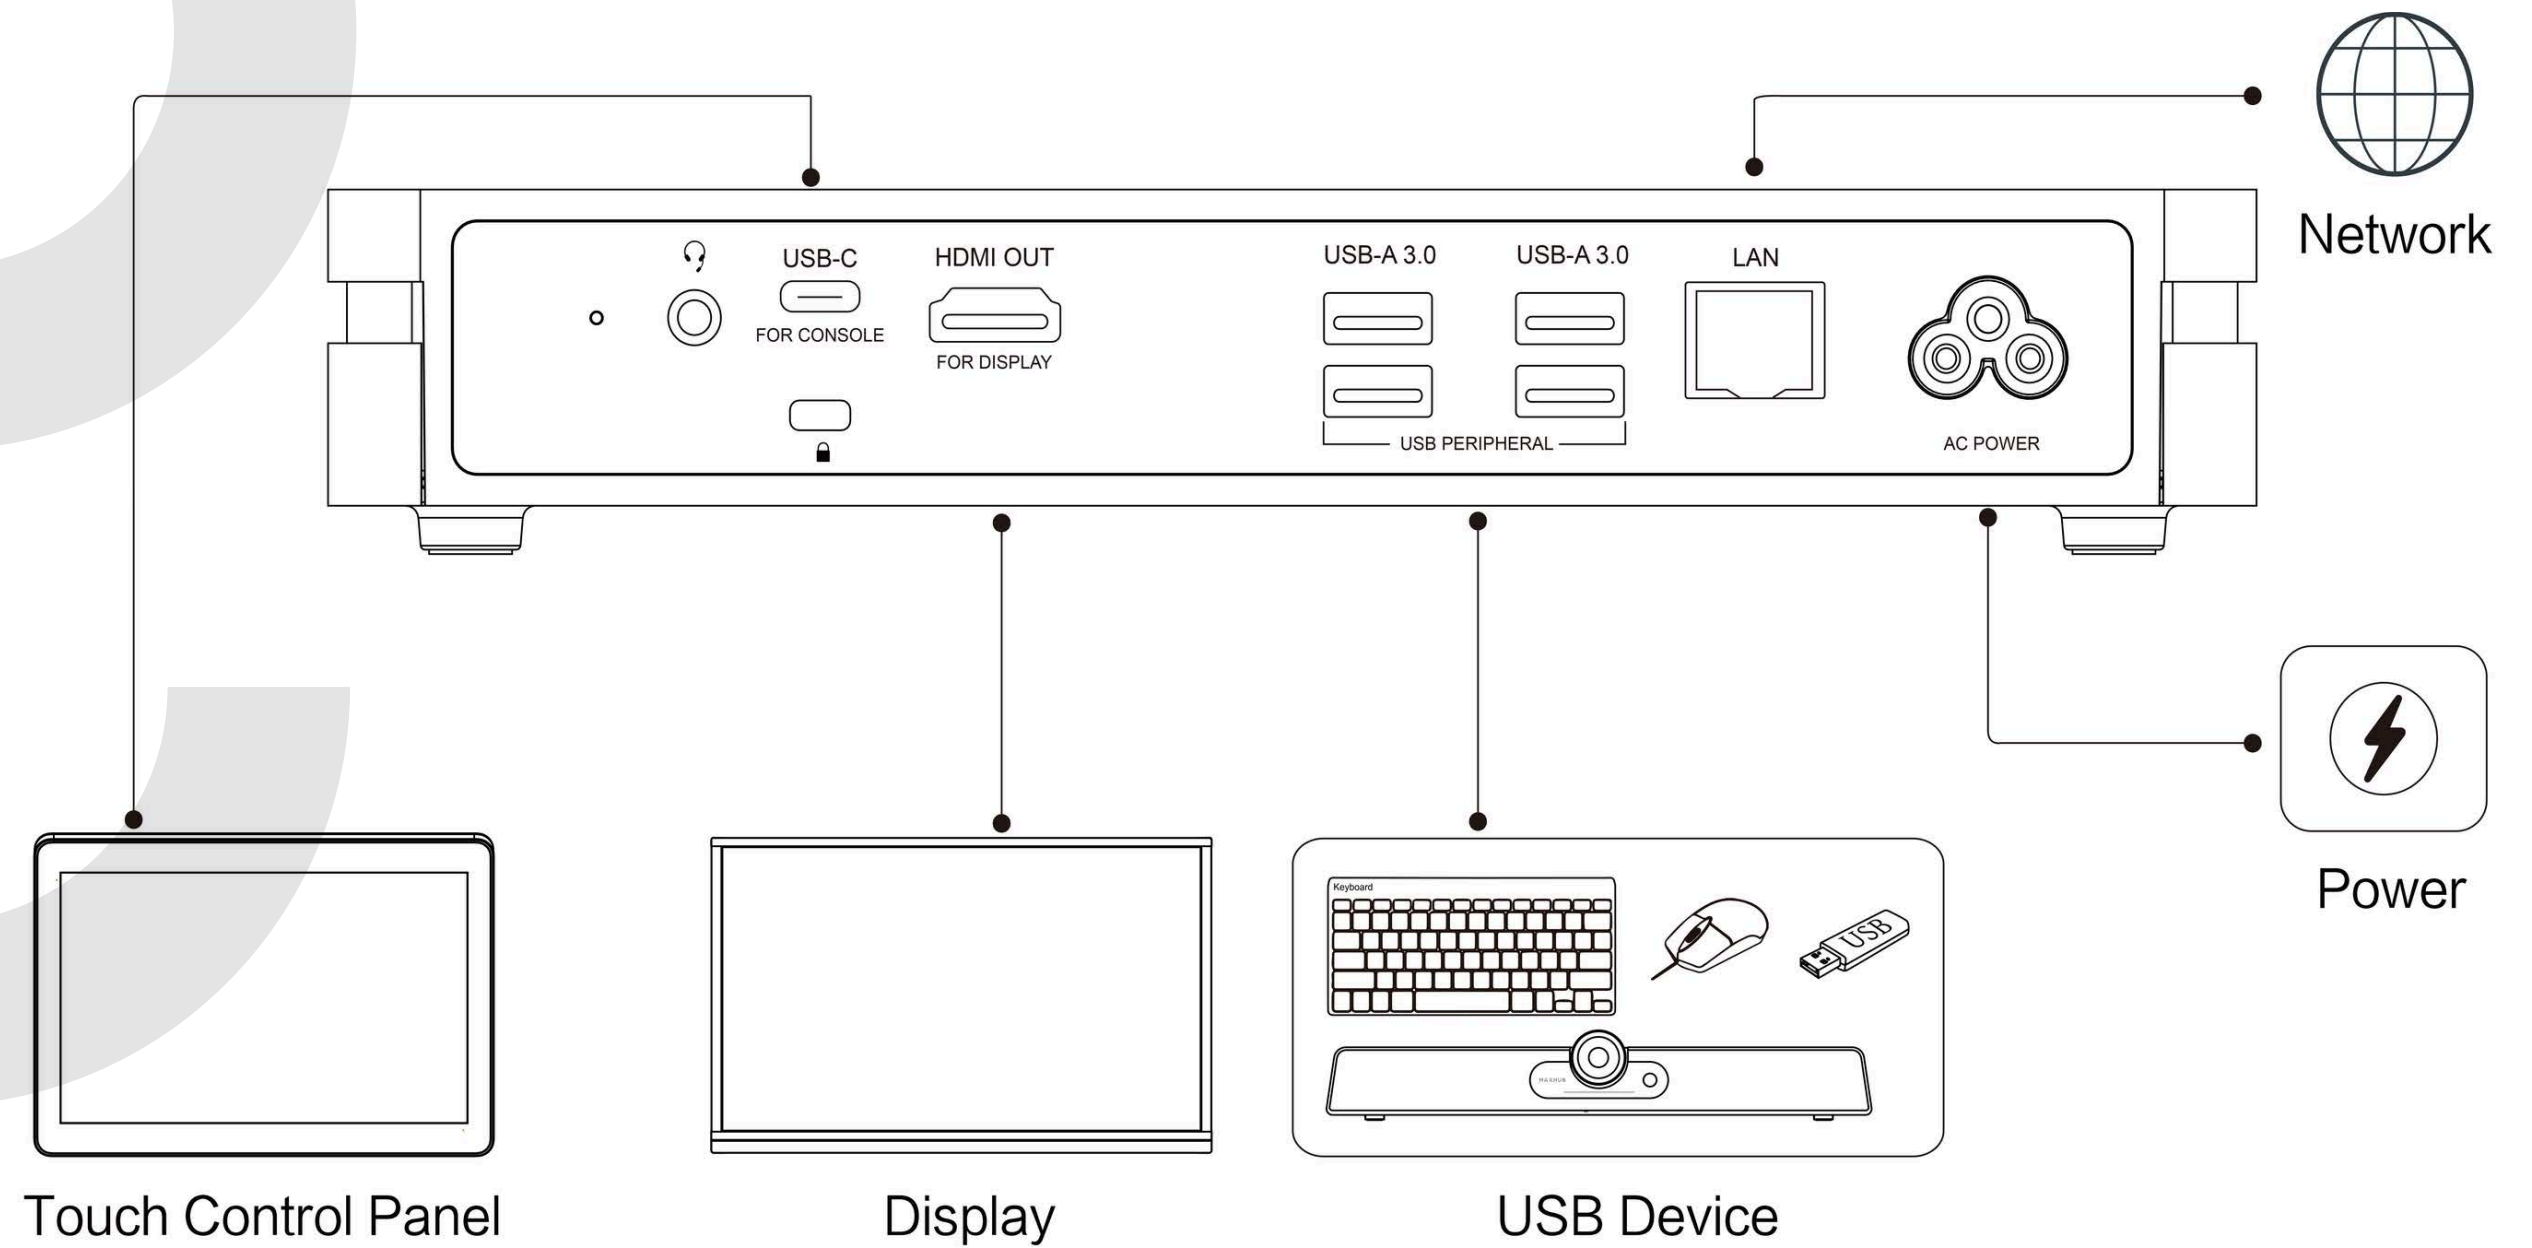 Network
USB-C
HDMI OUT
USB-A 3.0
USB-A 3.0
LAN
FOR CONSOLE
FOR DISPLAY
USB PERIPHERAL
AC POWER
Power
Keyboard
USB
MAXHUB
Touch Control Panel
Display
USB Device